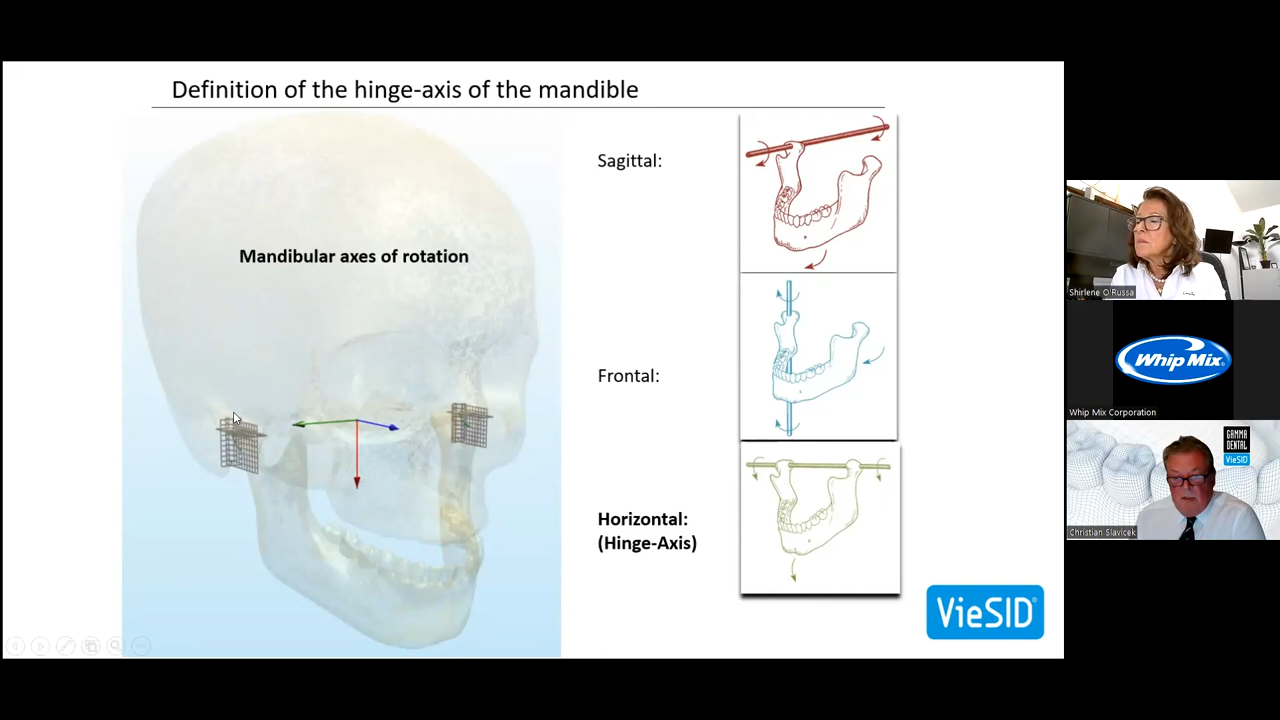 Definition of the hinge-axis of the mandible
Mandibular axes of rotation
Sagittal:
Frontal:
Horizontal:
(Hinge-Axis)
VieSID
Shirlene O'Russa
Whip Mix
Whip Mix Corporation
GAMMA
DENTAL
VieSID
Christian Slavicek